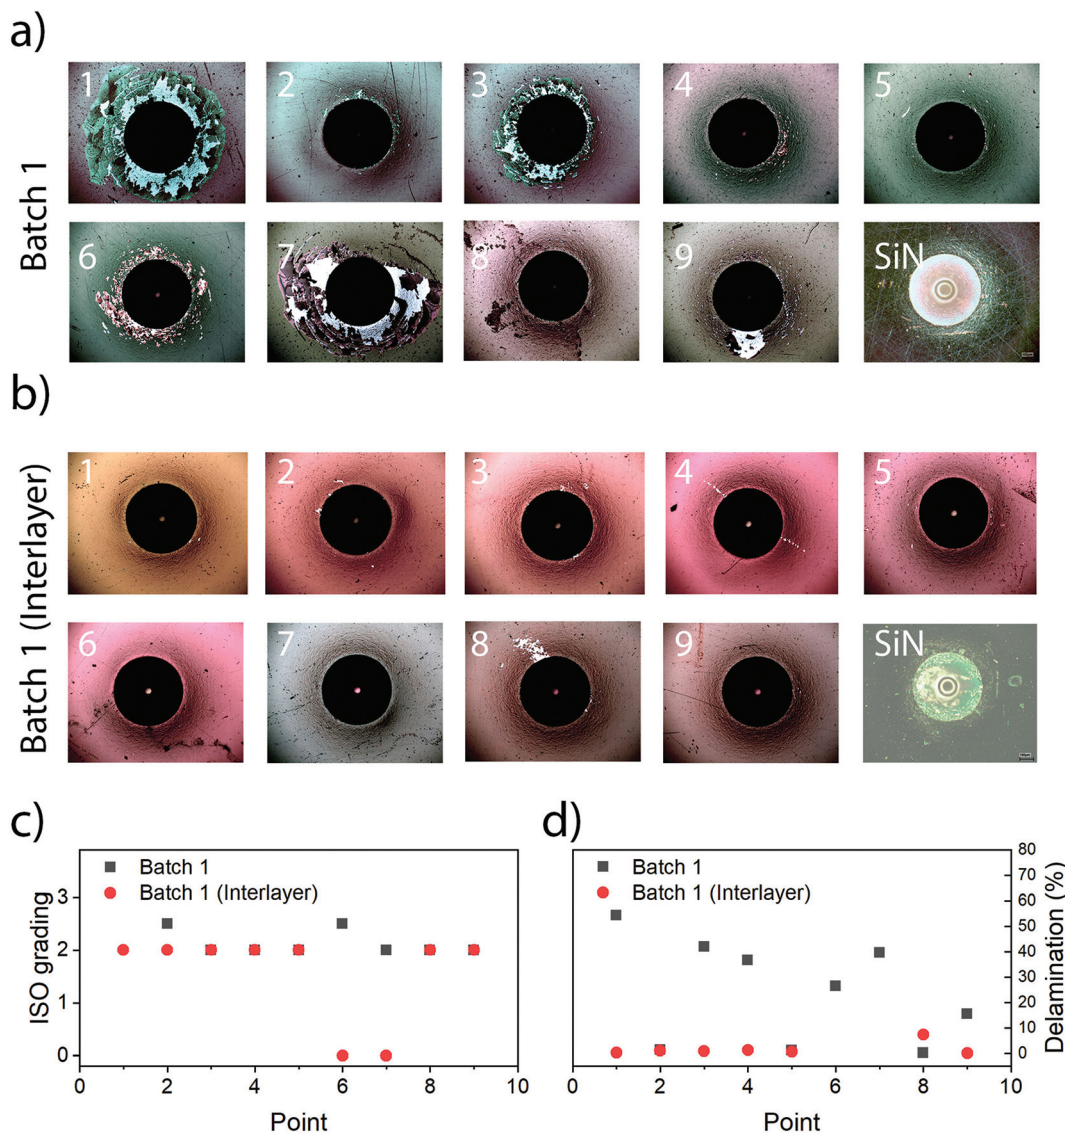 a)
Batch 1
1 2 3 4 5
6 7 8 9 SiN
b)
Batch 1 (Interlayer)
1 2 3 4 5
6 7 8 9 SiN
c)
ISO grading
3
2
1
0
Batch 1
Batch 1 (Interlayer)
0 2 4 6 8 10
Point
d)
Batch 1
Batch 1 (Interlayer)
80
70
60
50
40
30
20
10
0
Delamination (%)
0 2 4 6 8 10
Point